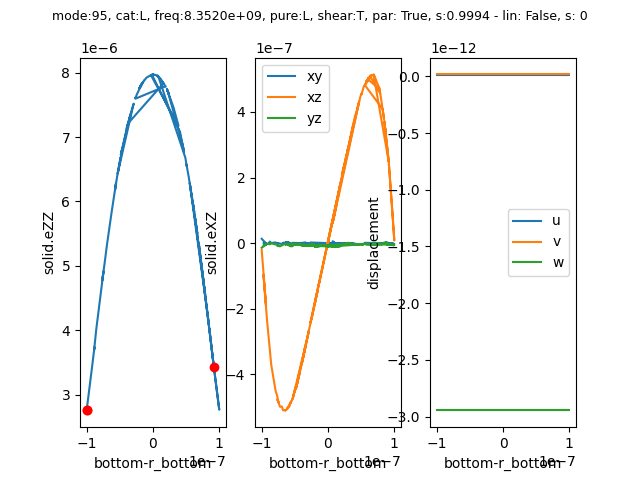 mode:95, cat:L, freq:8.3520e+09, pure:L, shear:T, par: True, s:0.9994 - lin: False, s: 0
1e−6
8
7
6
5
4
3
solid.eZZ
−1
0
1
1e−7
bottom-r_bottom
1e−7
xy
xz
yz
4
2
0
−2
−4
solid.eXZ
−1
0
1
1e−7
bottom-r_bottom
1e−12
0.0
−0.5
−1.0
−1.5
−2.0
−2.5
−3.0
displacement
u
v
w
−1
0
1
1e−7
bottom-r_bottom